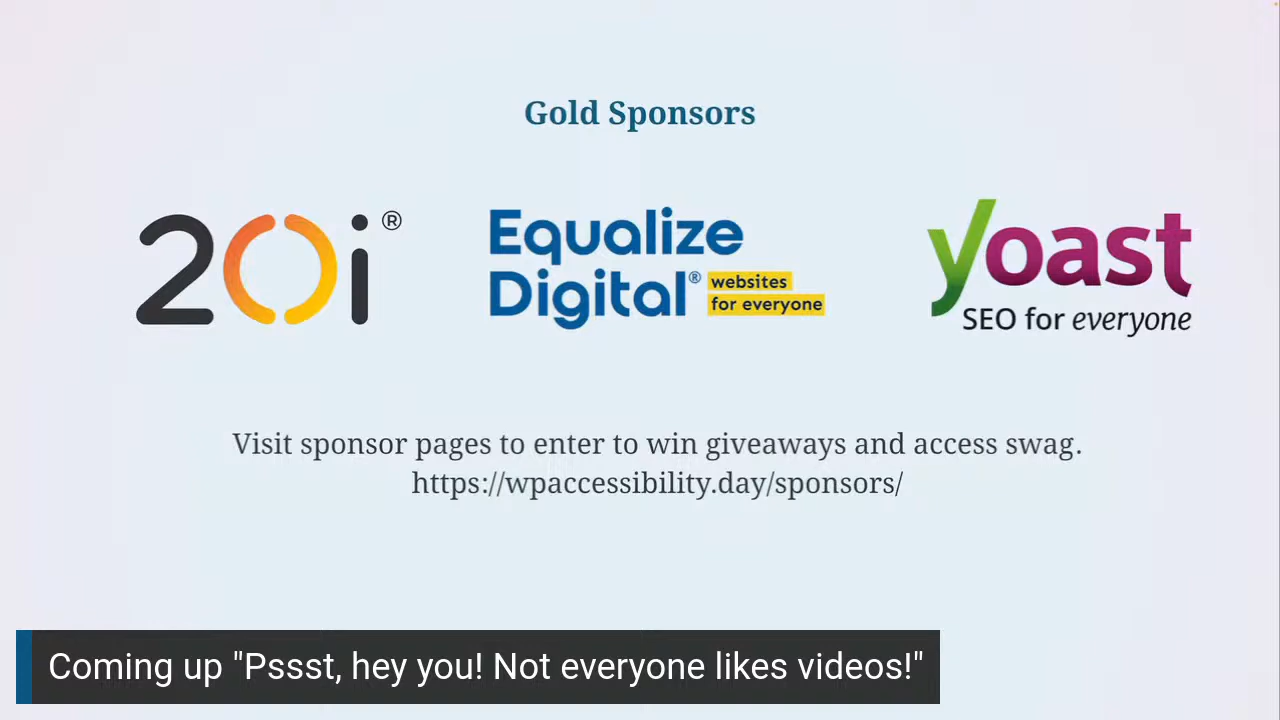 Gold Sponsors
20i®
Equalize
Digital® websites
for everyone
yoast
SEO for everyone
Visit sponsor pages to enter to win giveaways and access swag.
https://wpaccessibility.day/sponsors/
Coming up "Pssst, hey you! Not everyone likes videos!"